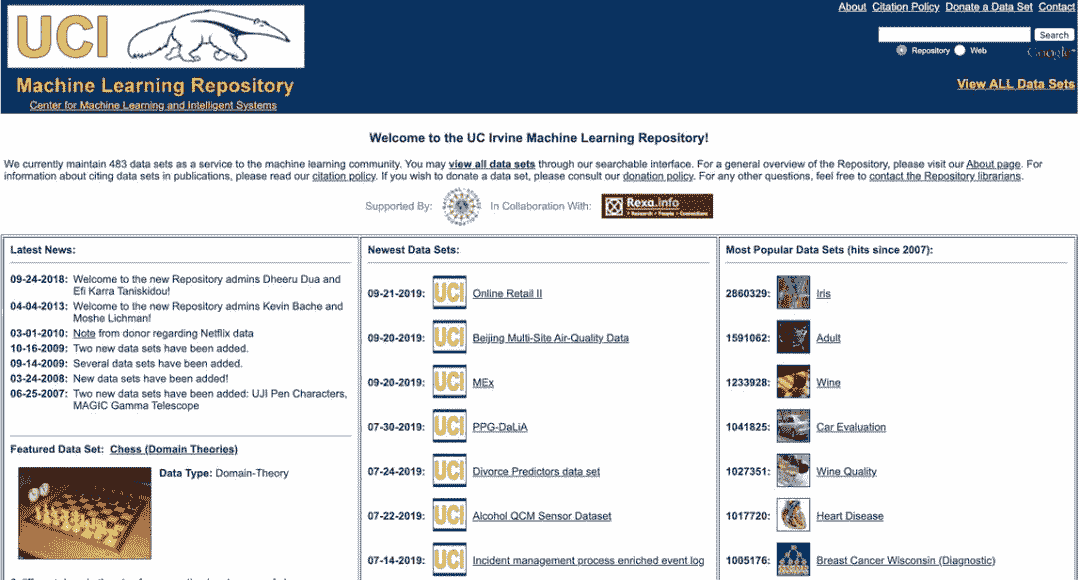 About Citation Policy Donate a Data Set Contact
Search
Repository Web
Google
View ALL Data Sets
UCI
Machine Learning Repository
Center for Machine Learning and Intelligent Systems
Welcome to the UC Irvine Machine Learning Repository!
We currently maintain 483 data sets as a service to the machine learning community. You may view all data sets through our searchable interface. For a general overview of the Repository, please visit our About page. For
information about citing data sets in publications, please read our citation policy. If you wish to donate a data set, please consult our donation policy. For any other questions, feel free to contact the Repository librarians.
Supported By: In Collaboration With: Rexa.info
Latest News:
09-24-2018: Welcome to the new Repository admins Dheeru Dua and
Efi Karra Taniskidou!
04-04-2013: Welcome to the new Repository admins Kevin Bache and
Moshe Lichman!
03-01-2010: Note from donor regarding Netflix data
10-16-2009: Two new data sets have been added.
09-14-2009: Several data sets have been added.
03-24-2008: New data sets have been added!
06-25-2007: Two new data sets have been added: UJI Pen Characters,
MAGIC Gamma Telescope
Featured Data Set: Chess (Domain Theories)
Data Type: Domain-Theory
Newest Data Sets:
09-21-2019: UCI Online Retail II
09-20-2019: UCI Beijing Multi-Site Air-Quality Data
09-20-2019: UCI MEx
07-30-2019: UCI PPG-DaLiA
07-24-2019: UCI Divorce Predictors data set
07-22-2019: UCI Alcohol QCM Sensor Dataset
07-14-2019: UCI Incident management process enriched event log
Most Popular Data Sets (hits since 2007):
2860329: Iris
1591062: Adult
1233928: Wine
1041825: Car Evaluation
1027351: Wine Quality
1017720: Heart Disease
1005176: Breast Cancer Wisconsin (Diagnostic)